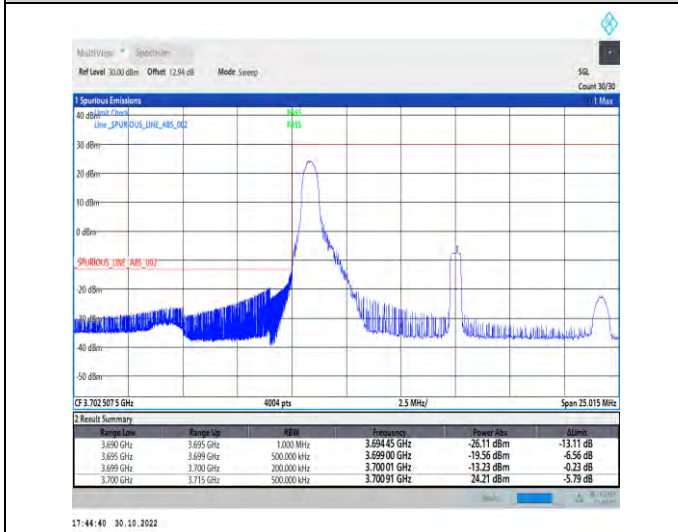 MultiView Spectrum
Ref Level 30.00 dBm Offset 12.94 dB Mode Sweep SGL
Count 30/30
1 Spurious Emissions 1 Max
40 dBm Limit Check PASS
Line _SPURIOUS_LINE_ABS_002 PASS
30 dBm
20 dBm
10 dBm
0 dBm
_SPURIOUS_LINE_ABS_002
-20 dBm
-30 dBm
-40 dBm
-50 dBm
CF 3.702 507 5 GHz 4004 pts 2.5 MHz/ Span 25.015 MHz
2 Result Summary
Range Low Range Up RBW Frequency Power Abs ΔLimit
3.690 GHz 3.695 GHz 1.000 MHz 3.694 45 GHz -26.11 dBm -13.11 dB
3.695 GHz 3.699 GHz 500.000 kHz 3.699 00 GHz -19.56 dBm -6.56 dB
3.699 GHz 3.700 GHz 200.000 kHz 3.700 01 GHz -13.23 dBm -0.23 dB
3.700 GHz 3.715 GHz 500.000 kHz 3.700 91 GHz 24.21 dBm -5.79 dB
17:44:40 30.10.2022